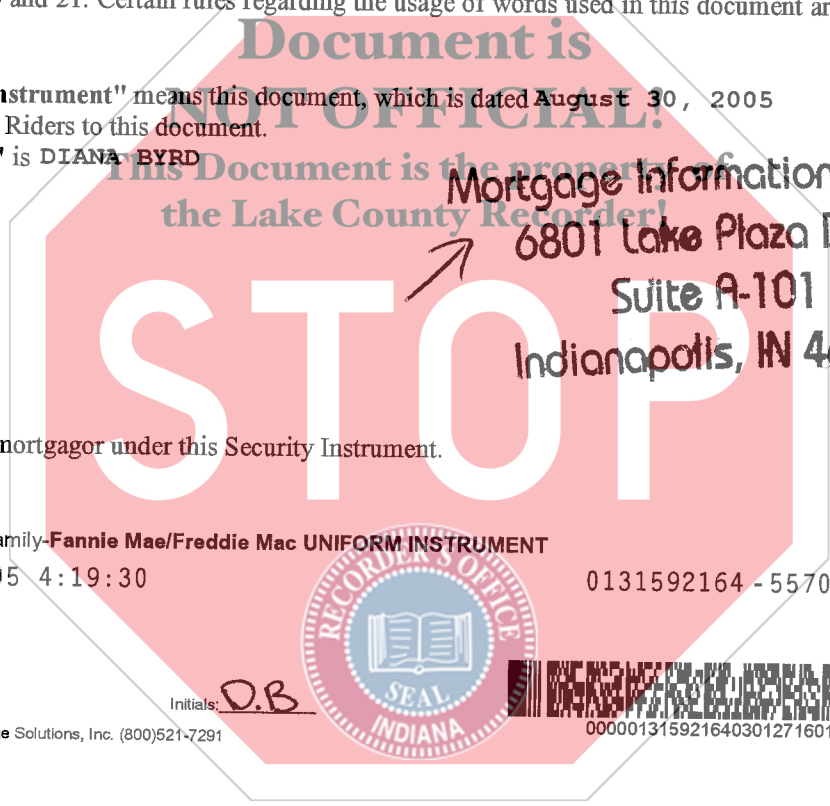 and 21. Certain rules regarding the usage of words used in this document ar
Document is
nstrument" means this document, which is dated August 30, 2005
NOT OFFICIAL!
Riders to this document.
" is DIANA BYRD
This Document is the property of
the Lake County Recorder!
Mortgage Information
6801 Lake Plaza D
Suite A-101
Indianapolis, IN 46
STOP
mortgagor under this Security Instrument.
amily-Fannie Mae/Freddie Mac UNIFORM INSTRUMENT
05 4:19:30
0131592164 - 5570
RECORDER'S OFFICE
SEAL
INDIANA
Initials: D.B
e Solutions, Inc. (800)521-7291
000001315921640301271601